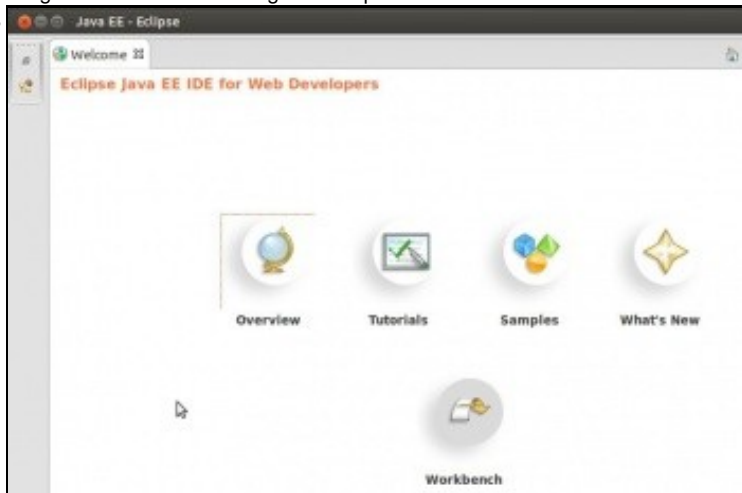 Java EE - Eclipse
Welcome
Eclipse Java EE IDE for Web Developers
Overview
Tutorials
Samples
What's New
Workbench